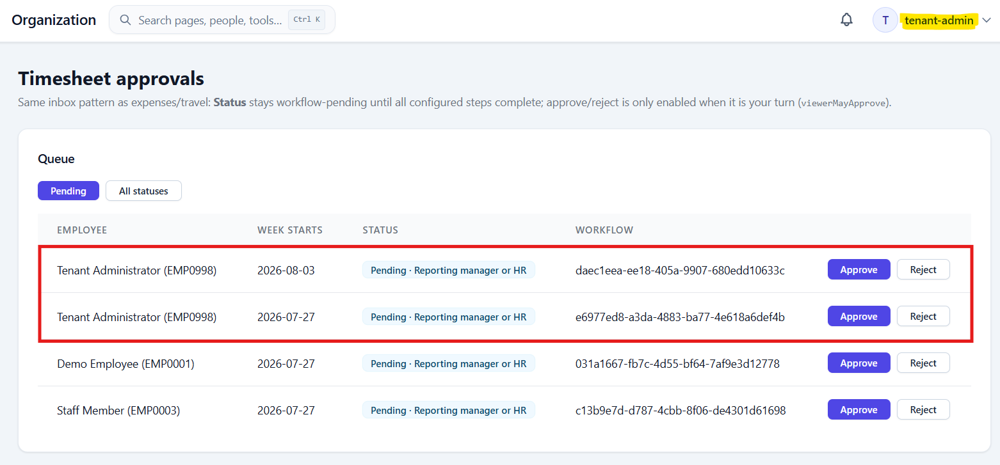 Organization Search pages, people, tools... Ctrl K T tenant-admin
Timesheet approvals
Same inbox pattern as expenses/travel: Status stays workflow-pending until all configured steps complete; approve/reject is only enabled when it is your turn (viewerMayApprove).
Queue
Pending All statuses
EMPLOYEE WEEK STARTS STATUS WORKFLOW
Tenant Administrator (EMP0998) 2026-08-03 Pending · Reporting manager or HR daec1eea-ee18-405a-9907-680edd10633c Approve Reject
Tenant Administrator (EMP0998) 2026-07-27 Pending · Reporting manager or HR e6977ed8-a3da-4883-ba77-4e618a6def4b Approve Reject
Demo Employee (EMP0001) 2026-07-27 Pending · Reporting manager or HR 031a1667-fb7c-4d55-bf64-7af9e3d12778 Approve Reject
Staff Member (EMP0003) 2026-07-27 Pending · Reporting manager or HR c13b9e7d-d787-4cbb-8f06-de4301d61698 Approve Reject